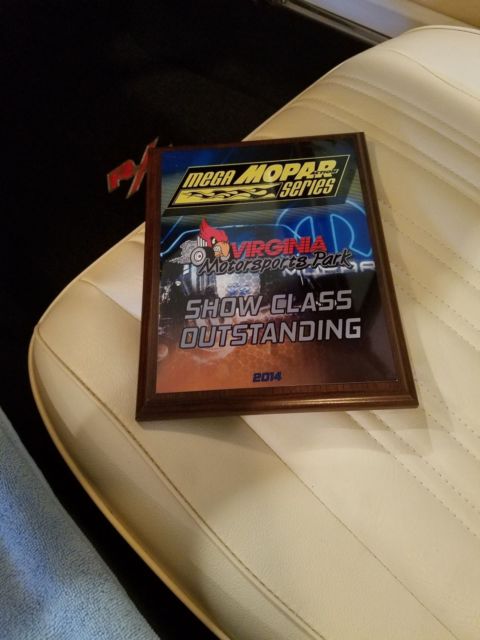 mega MOPAR
series
VIRGINIA
Motorsports Park
SHOW CLASS
OUTSTANDING
2014
R/